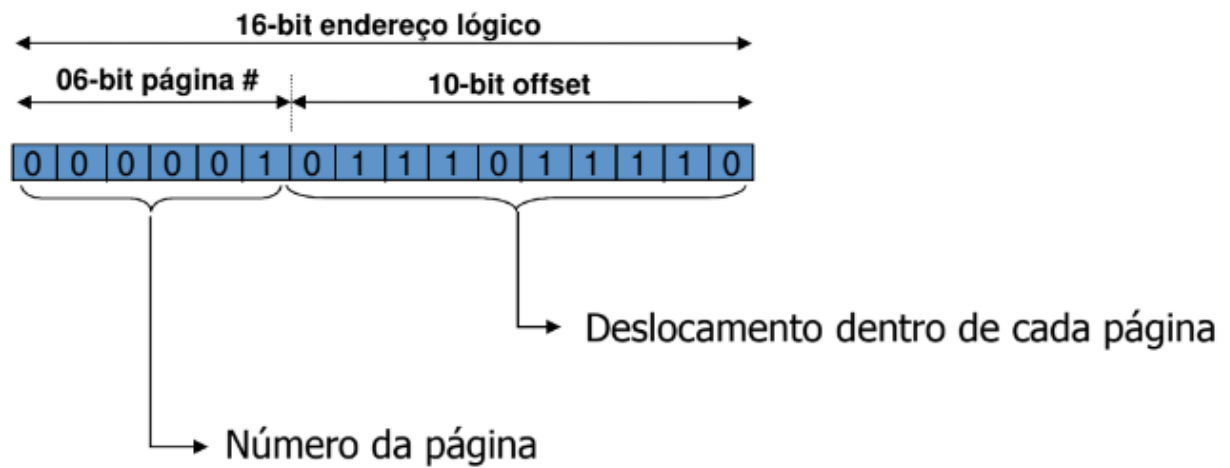 16-bit endereço lógico
06-bit página # 10-bit offset
0 0 0 0 0 1 0 1 1 1 0 1 1 1 1 0
Deslocamento dentro de cada página
Número da página